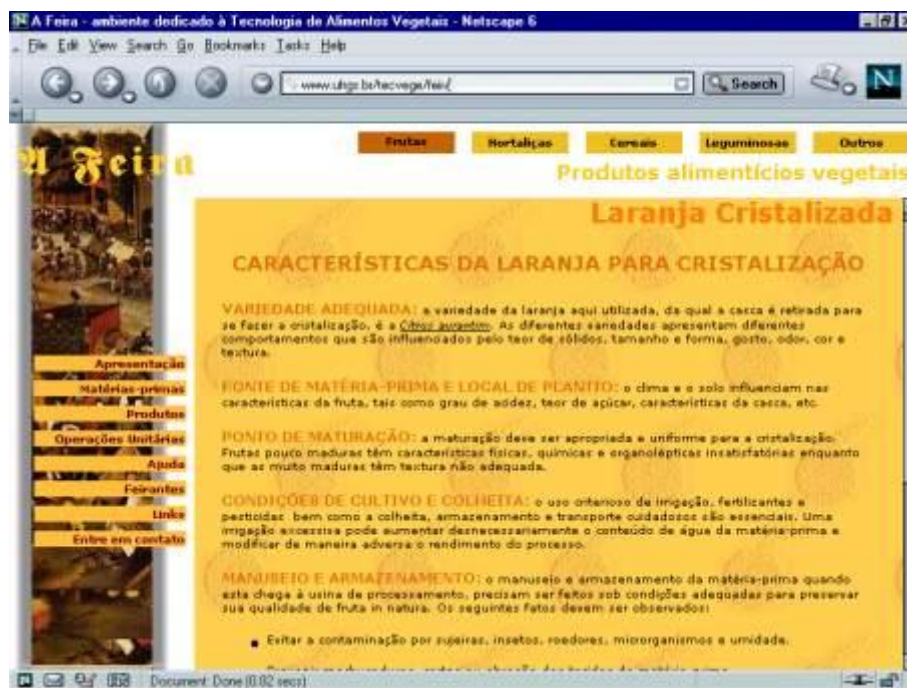 A Feira - ambiente dedicado à Tecnologia de Alimentos Vegetais - Netscape 6
File Edit View Search Go Bookmarks Tasks Help
Search
N
A Feira
Frutas Hortaliças Cereais Leguminosas Outros
Produtos alimentícios vegetais
Laranja Cristalizada
CARACTERÍSTICAS DA LARANJA PARA CRISTALIZAÇÃO
VARIEDADE ADEQUADA: a variedade da laranja aqui utilizada, da qual a casca é retirada para
se fazer a cristalização, é a Citrus aurantim. As diferentes variedades apresentam diferentes
comportamentos que são influenciados pelo teor de sólidos, tamanho e forma, gosto, odor, cor e
textura.
FONTE DE MATÉRIA-PRIMA E LOCAL DE PLANTIO: o clima e o solo influenciam nas
características da fruta, tais como grau de acidez, teor de açúcar, características da casca, etc.
PONTO DE MATURAÇÃO: a maturação deve ser apropriada e uniforme para a cristalização.
Frutas pouco maduras têm características físicas, químicas e organolépticas insatisfatórias enquanto
que as muito maduras têm textura não adequada.
CONDIÇÕES DE CULTIVO E COLHEITA: o uso criterioso de irrigação, fertilizantes e
pesticidas bem como a colheita, armazenamento e transporte cuidadosos são essenciais. Uma
irrigação excessiva pode aumentar desnecessariamente o conteúdo de água da matéria-prima e
modificar de maneira adversa o rendimento do processo.
MANUSEIO E ARMAZENAMENTO: o manuseio e armazenamento da matéria-prima quando
esta chega à usina de processamento, precisam ser feitos sob condições adequadas para preservar
sua qualidade de fruta in natura. Os seguintes fatos devem ser observados:
Evitar a contaminação por sujeiras, insetos, roedores, microrganismos e umidade.
Apresentação
Matérias-primas
Produtos
Operações Unitárias
Ajuda
Feirantes
Links
Entre em contato
Document: Done (0.82 secs)